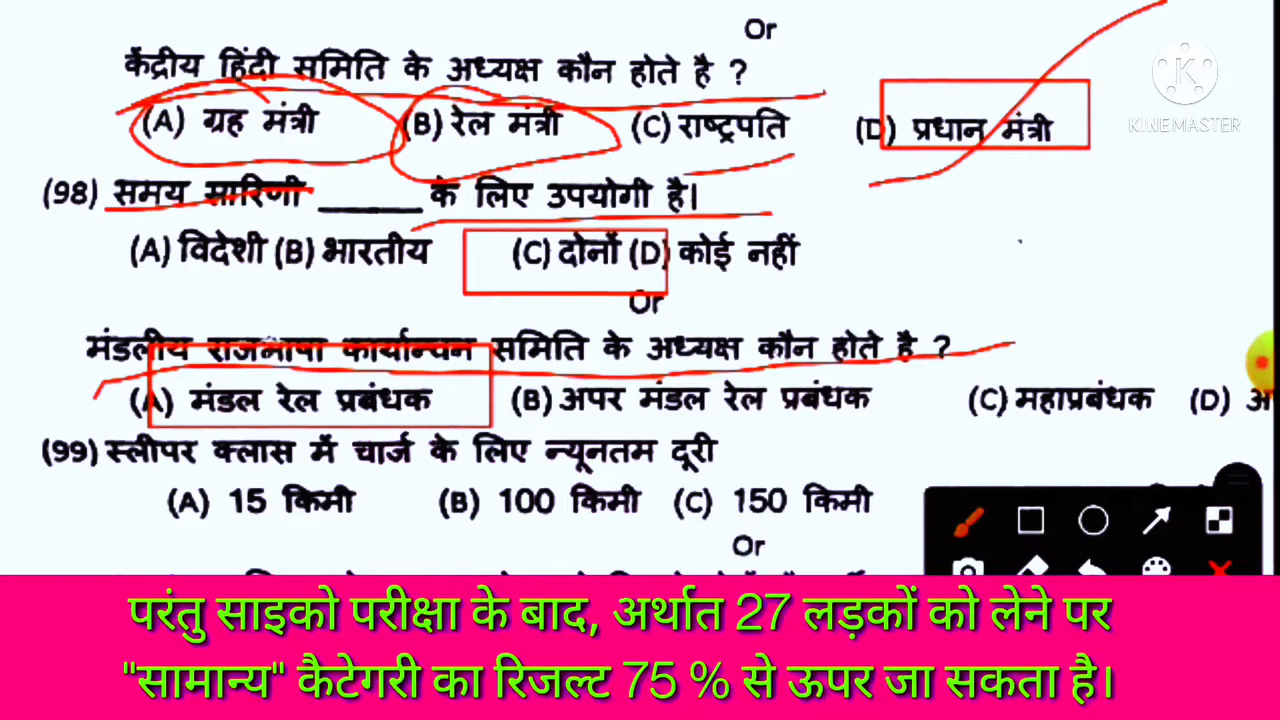 Or
केंद्रीय हिंदी समिति के अध्यक्ष कौन होते है ?
(A) ग्रह मंत्री (B) रेल मंत्री (C) राष्ट्रपति (D) प्रधान मंत्री
KINEMASTER
(98) समय सारिणी ______ के लिए उपयोगी है।
(A) विदेशी (B) भारतीय (C) दोनों (D) कोई नहीं
Or
मंडलीय राजभाषा कार्यान्वन समिति के अध्यक्ष कौन होते है ?
(A) मंडल रेल प्रबंधक (B) अपर मंडल रेल प्रबंधक (C) महाप्रबंधक (D)
(99) स्लीपर क्लास में चार्ज के लिए न्यूनतम दूरी
(A) 15 किमी (B) 100 किमी (C) 150 किमी
Or
परंतु साइको परीक्षा के बाद, अर्थात 27 लड़कों को लेने पर
"सामान्य" कैटेगरी का रिजल्ट 75 % से ऊपर जा सकता है।